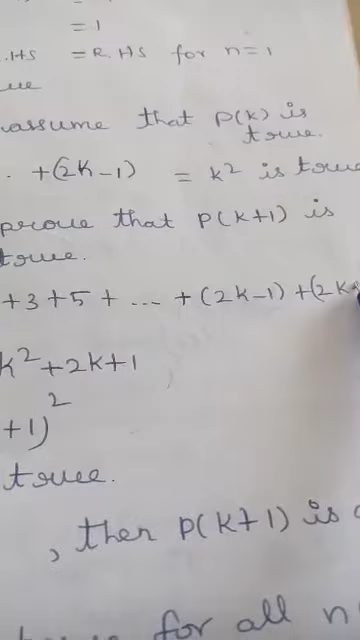 = 1
.HS = R.HS for n=1
ue
assume that P(k) is
true.
. +(2k-1) = k² is true
prove that P(k+1) is
true.
+3+5+ ... +(2k-1)+(2k
k²+2k+1
+1)²
true.
, then P(k+1) is a
for all n